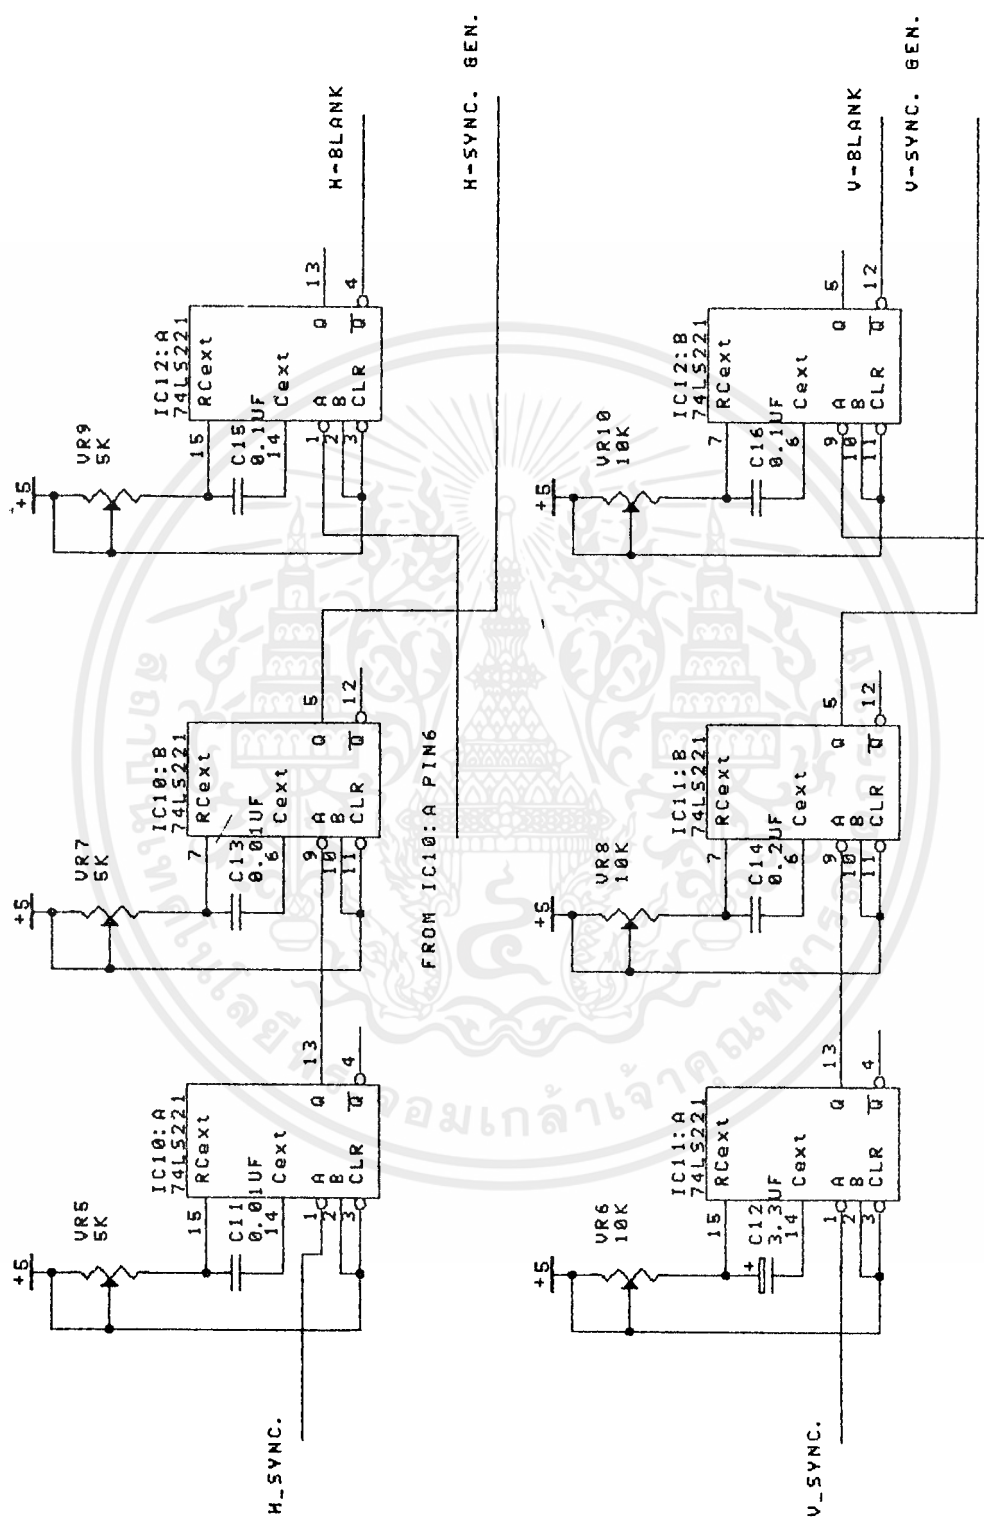 +5
VR5
5K
IC10:A
74LS221
15
RCext
C11
0.01UF
14
Cext
1
A
2
B
3
CLR
Q
13
Q
4
H_SYNC.
+5
VR7
5K
IC10:B
74LS221
7
RCext
C13
0.01UF
6
Cext
9
A
10
B
11
CLR
Q
5
Q
12
FROM IC10:A PIN6
+5
VR9
5K
IC12:A
74LS221
15
RCext
C15
0.1UF
14
Cext
1
A
2
B
3
CLR
Q
13
Q
4
H-BLANK
H-SYNC. GEN.
+5
VR6
10K
IC11:A
74LS221
15
RCext
+
C12
3.3UF
14
Cext
1
A
2
B
3
CLR
Q
13
Q
4
V_SYNC.
+5
VR8
10K
IC11:B
74LS221
7
RCext
C14
0.2UF
6
Cext
9
A
10
B
11
CLR
Q
5
Q
12
+5
VR10
10K
IC12:B
74LS221
7
RCext
C16
0.1UF
6
Cext
9
A
10
B
11
CLR
Q
5
Q
12
V-BLANK
V-SYNC. GEN.